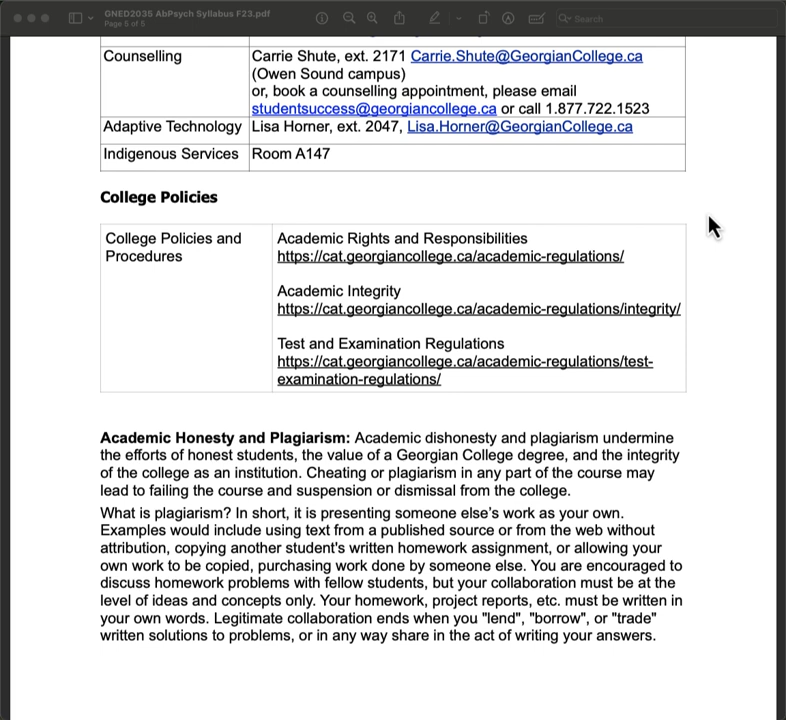 GNED2035 AbPsych Syllabus F23.pdf
Page 5 of 5
Search
Counselling
Carrie Shute, ext. 2171 Carrie.Shute@GeorgianCollege.ca
(Owen Sound campus)
or, book a counselling appointment, please email
studentsuccess@georgiancollege.ca or call 1.877.722.1523
Adaptive Technology
Lisa Horner, ext. 2047, Lisa.Horner@GeorgianCollege.ca
Indigenous Services
Room A147
College Policies
College Policies and
Procedures
Academic Rights and Responsibilities
https://cat.georgiancollege.ca/academic-regulations/
Academic Integrity
https://cat.georgiancollege.ca/academic-regulations/integrity/
Test and Examination Regulations
https://cat.georgiancollege.ca/academic-regulations/test-
examination-regulations/
Academic Honesty and Plagiarism: Academic dishonesty and plagiarism undermine
the efforts of honest students, the value of a Georgian College degree, and the integrity
of the college as an institution. Cheating or plagiarism in any part of the course may
lead to failing the course and suspension or dismissal from the college.
What is plagiarism? In short, it is presenting someone else's work as your own.
Examples would include using text from a published source or from the web without
attribution, copying another student's written homework assignment, or allowing your
own work to be copied, purchasing work done by someone else. You are encouraged to
discuss homework problems with fellow students, but your collaboration must be at the
level of ideas and concepts only. Your homework, project reports, etc. must be written in
your own words. Legitimate collaboration ends when you "lend", "borrow", or "trade"
written solutions to problems, or in any way share in the act of writing your answers.